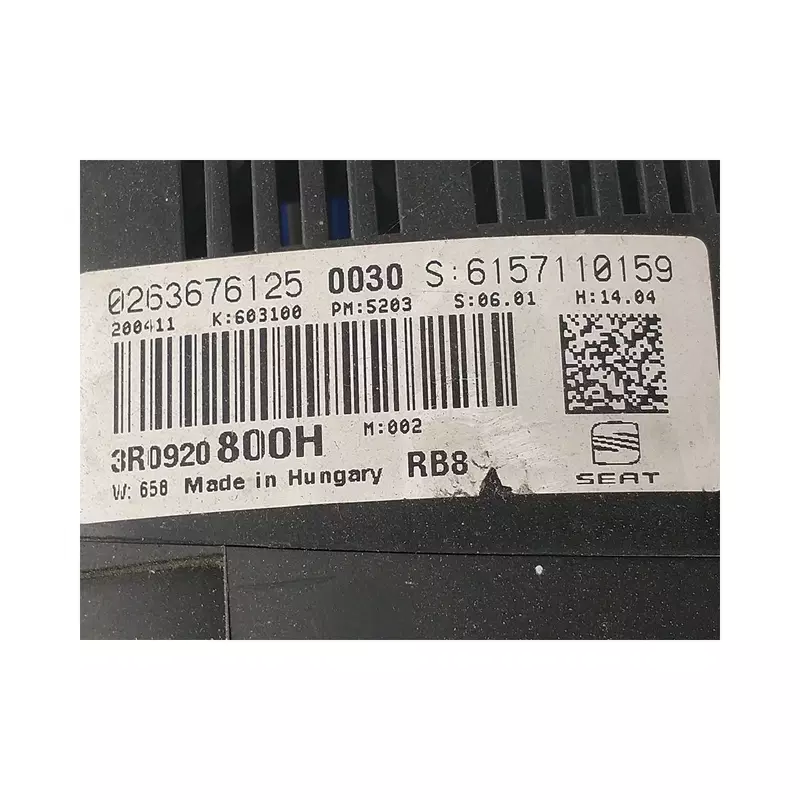 0263676125 0030 S:6157110159
200411 K:603100 PM:5203 S:06.01 H:14.04
M:002
3R0920 800H RB8
W: 658 Made in Hungary SEAT